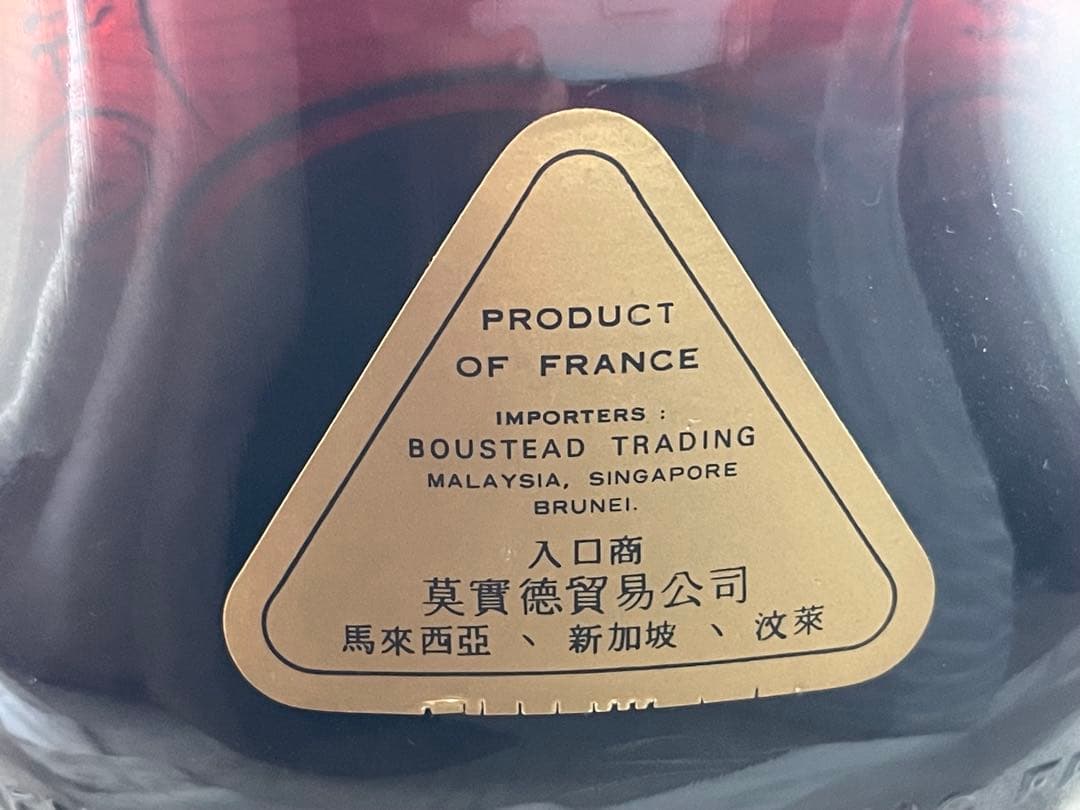 PRODUCT
OF FRANCE
IMPORTERS :
BOUSTEAD TRADING
MALAYSIA, SINGAPORE
BRUNEI.
入口商
莫實德貿易公司
馬來西亞、新加坡、汶萊